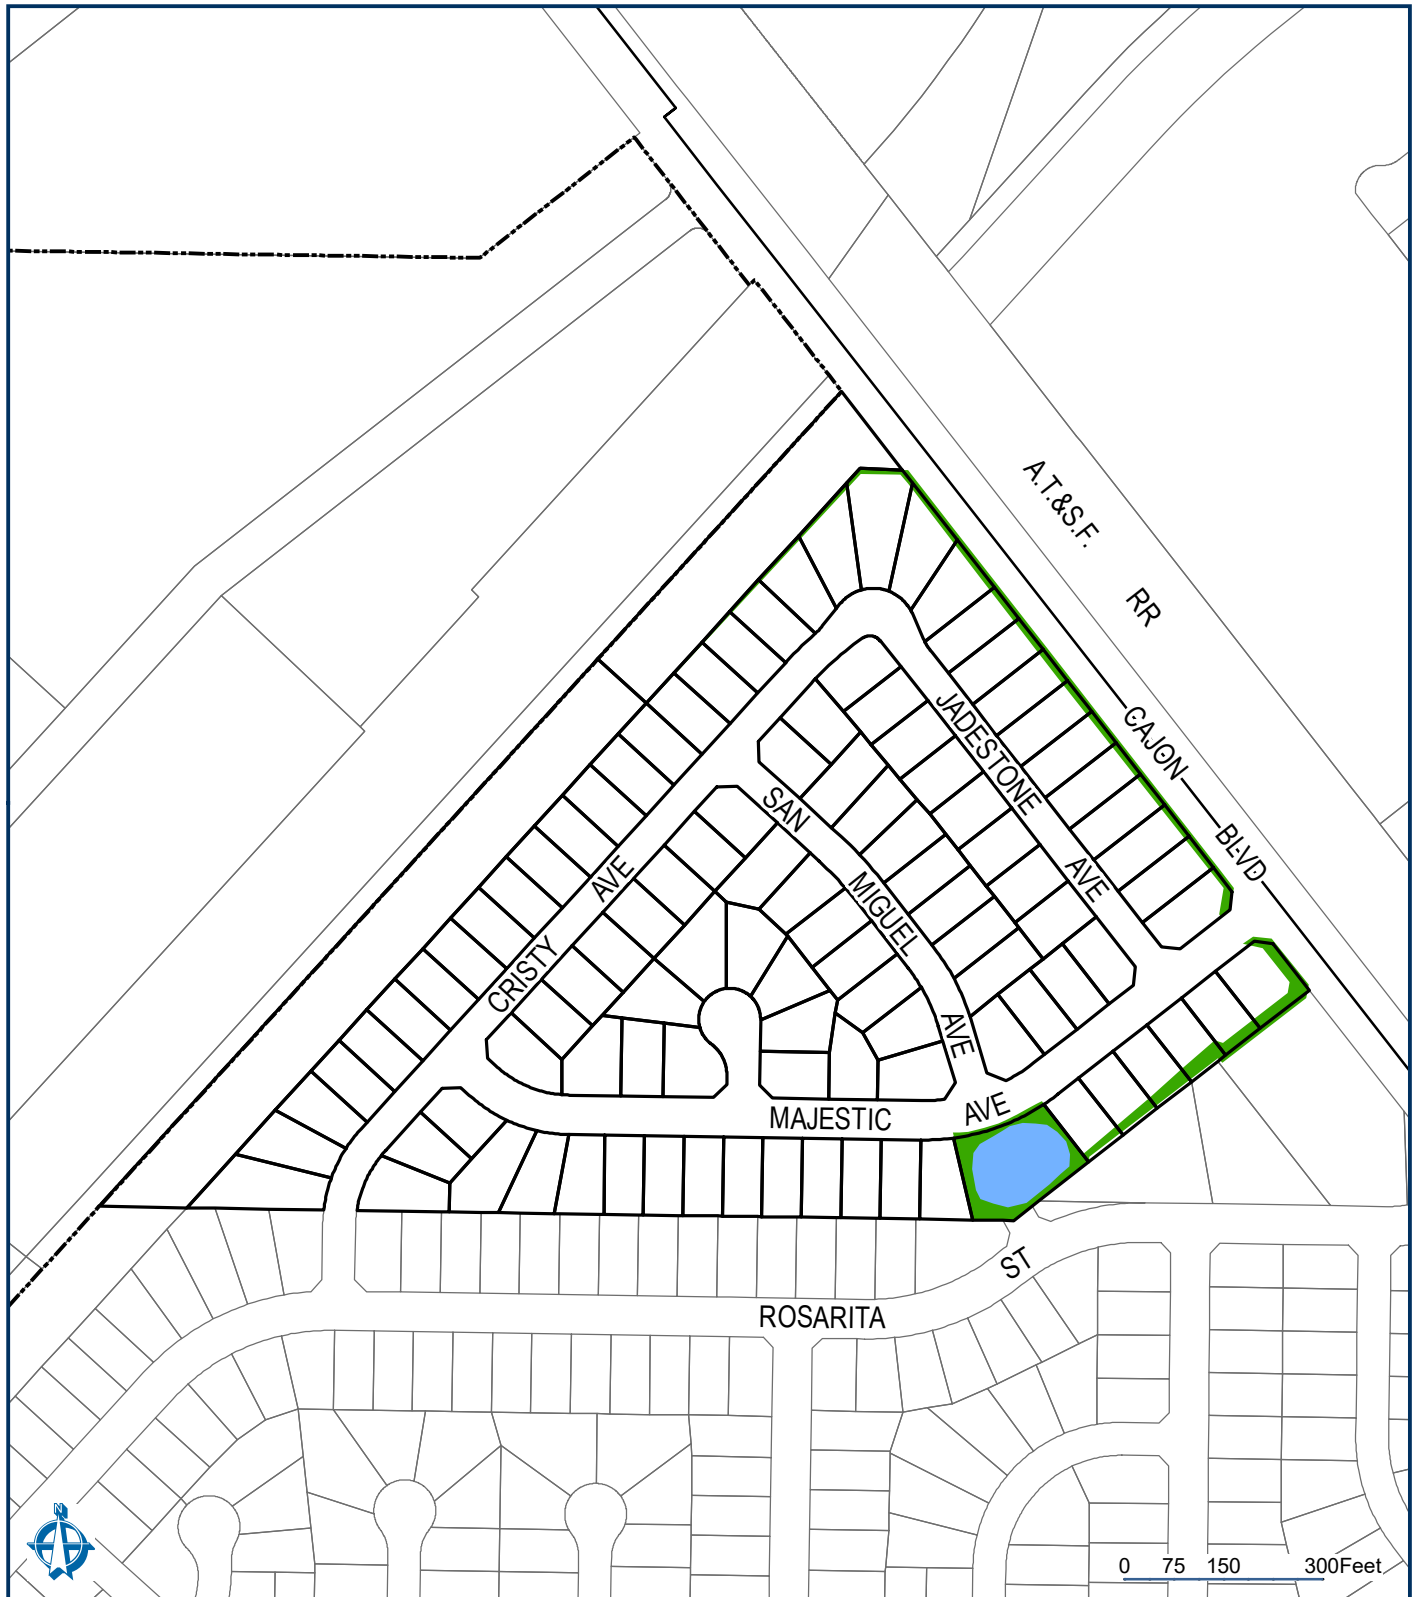 A.T.&S.F.
RR
CAJON
BLVD
JADESTONE
AVE
SAN
MIGUEL
AVE
CRISTY
AVE
MAJESTIC
AVE
ST
ROSARITA
N
0 75 150 300Feet